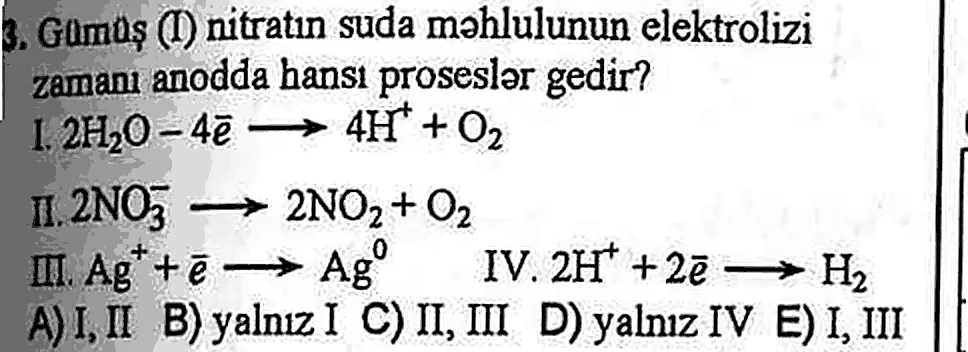 3. Gümüş (I) nitratın suda məhlulunun elektrolizi
zamanı anodda hansı proseslər gedir?
I. 2H₂O – 4ē ⟶ 4H⁺ + O₂
II. 2NO₃⁻ ⟶ 2NO₂ + O₂
III. Ag⁺ + ē ⟶ Ag⁰ IV. 2H⁺ + 2ē ⟶ H₂
A) I, II B) yalnız I C) II, III D) yalnız IV E) I, III